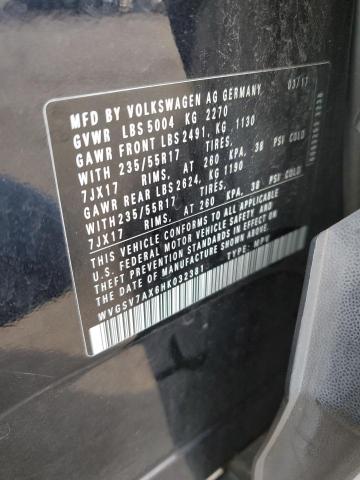 MFD BY VOLKSWAGEN AG GERMANY 03/17
GVWR LBS 5004 KG 2270
GAWR FRONT LBS 2491, KG 1130
WITH 235/55R17 TIRES,
7JX17 RIMS, AT 260 KPA, 38 PSI COLD
GAWR REAR LBS 2624, KG 1190
WITH 235/55R17 TIRES,
7JX17 RIMS, AT 260 KPA, 38 PSI COLD
THIS VEHICLE CONFORMS TO ALL APPLICABLE
U.S. FEDERAL MOTOR VEHICLE SAFETY AND
THEFT PREVENTION STANDARDS IN EFFECT ON THE
DATE OF MANUFACTURE SHOWN ABOVE.
WVGSV7AX6HK032381 TYPE: MPV